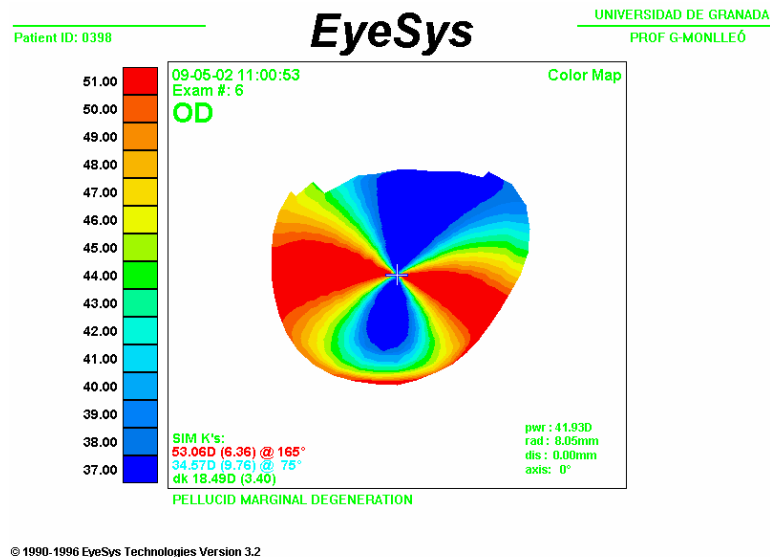 EyeSys
UNIVERSIDAD DE GRANADA
Patient ID: 0398
PROF G-MONLLEÓ
09-05-02 11:00:53
Color Map
Exam #: 6
OD
51.00
50.00
49.00
48.00
47.00
46.00
45.00
44.00
43.00
42.00
41.00
40.00
39.00
38.00
37.00
SIM K's:
53.06D (6.36) @ 165°
34.57D (9.76) @ 75°
dk 18.49D (3.40)
pwr : 41.93D
rad : 8.05mm
dis : 0.00mm
axis: 0°
PELLUCID MARGINAL DEGENERATION
© 1990-1996 EyeSys Technologies Version 3.2